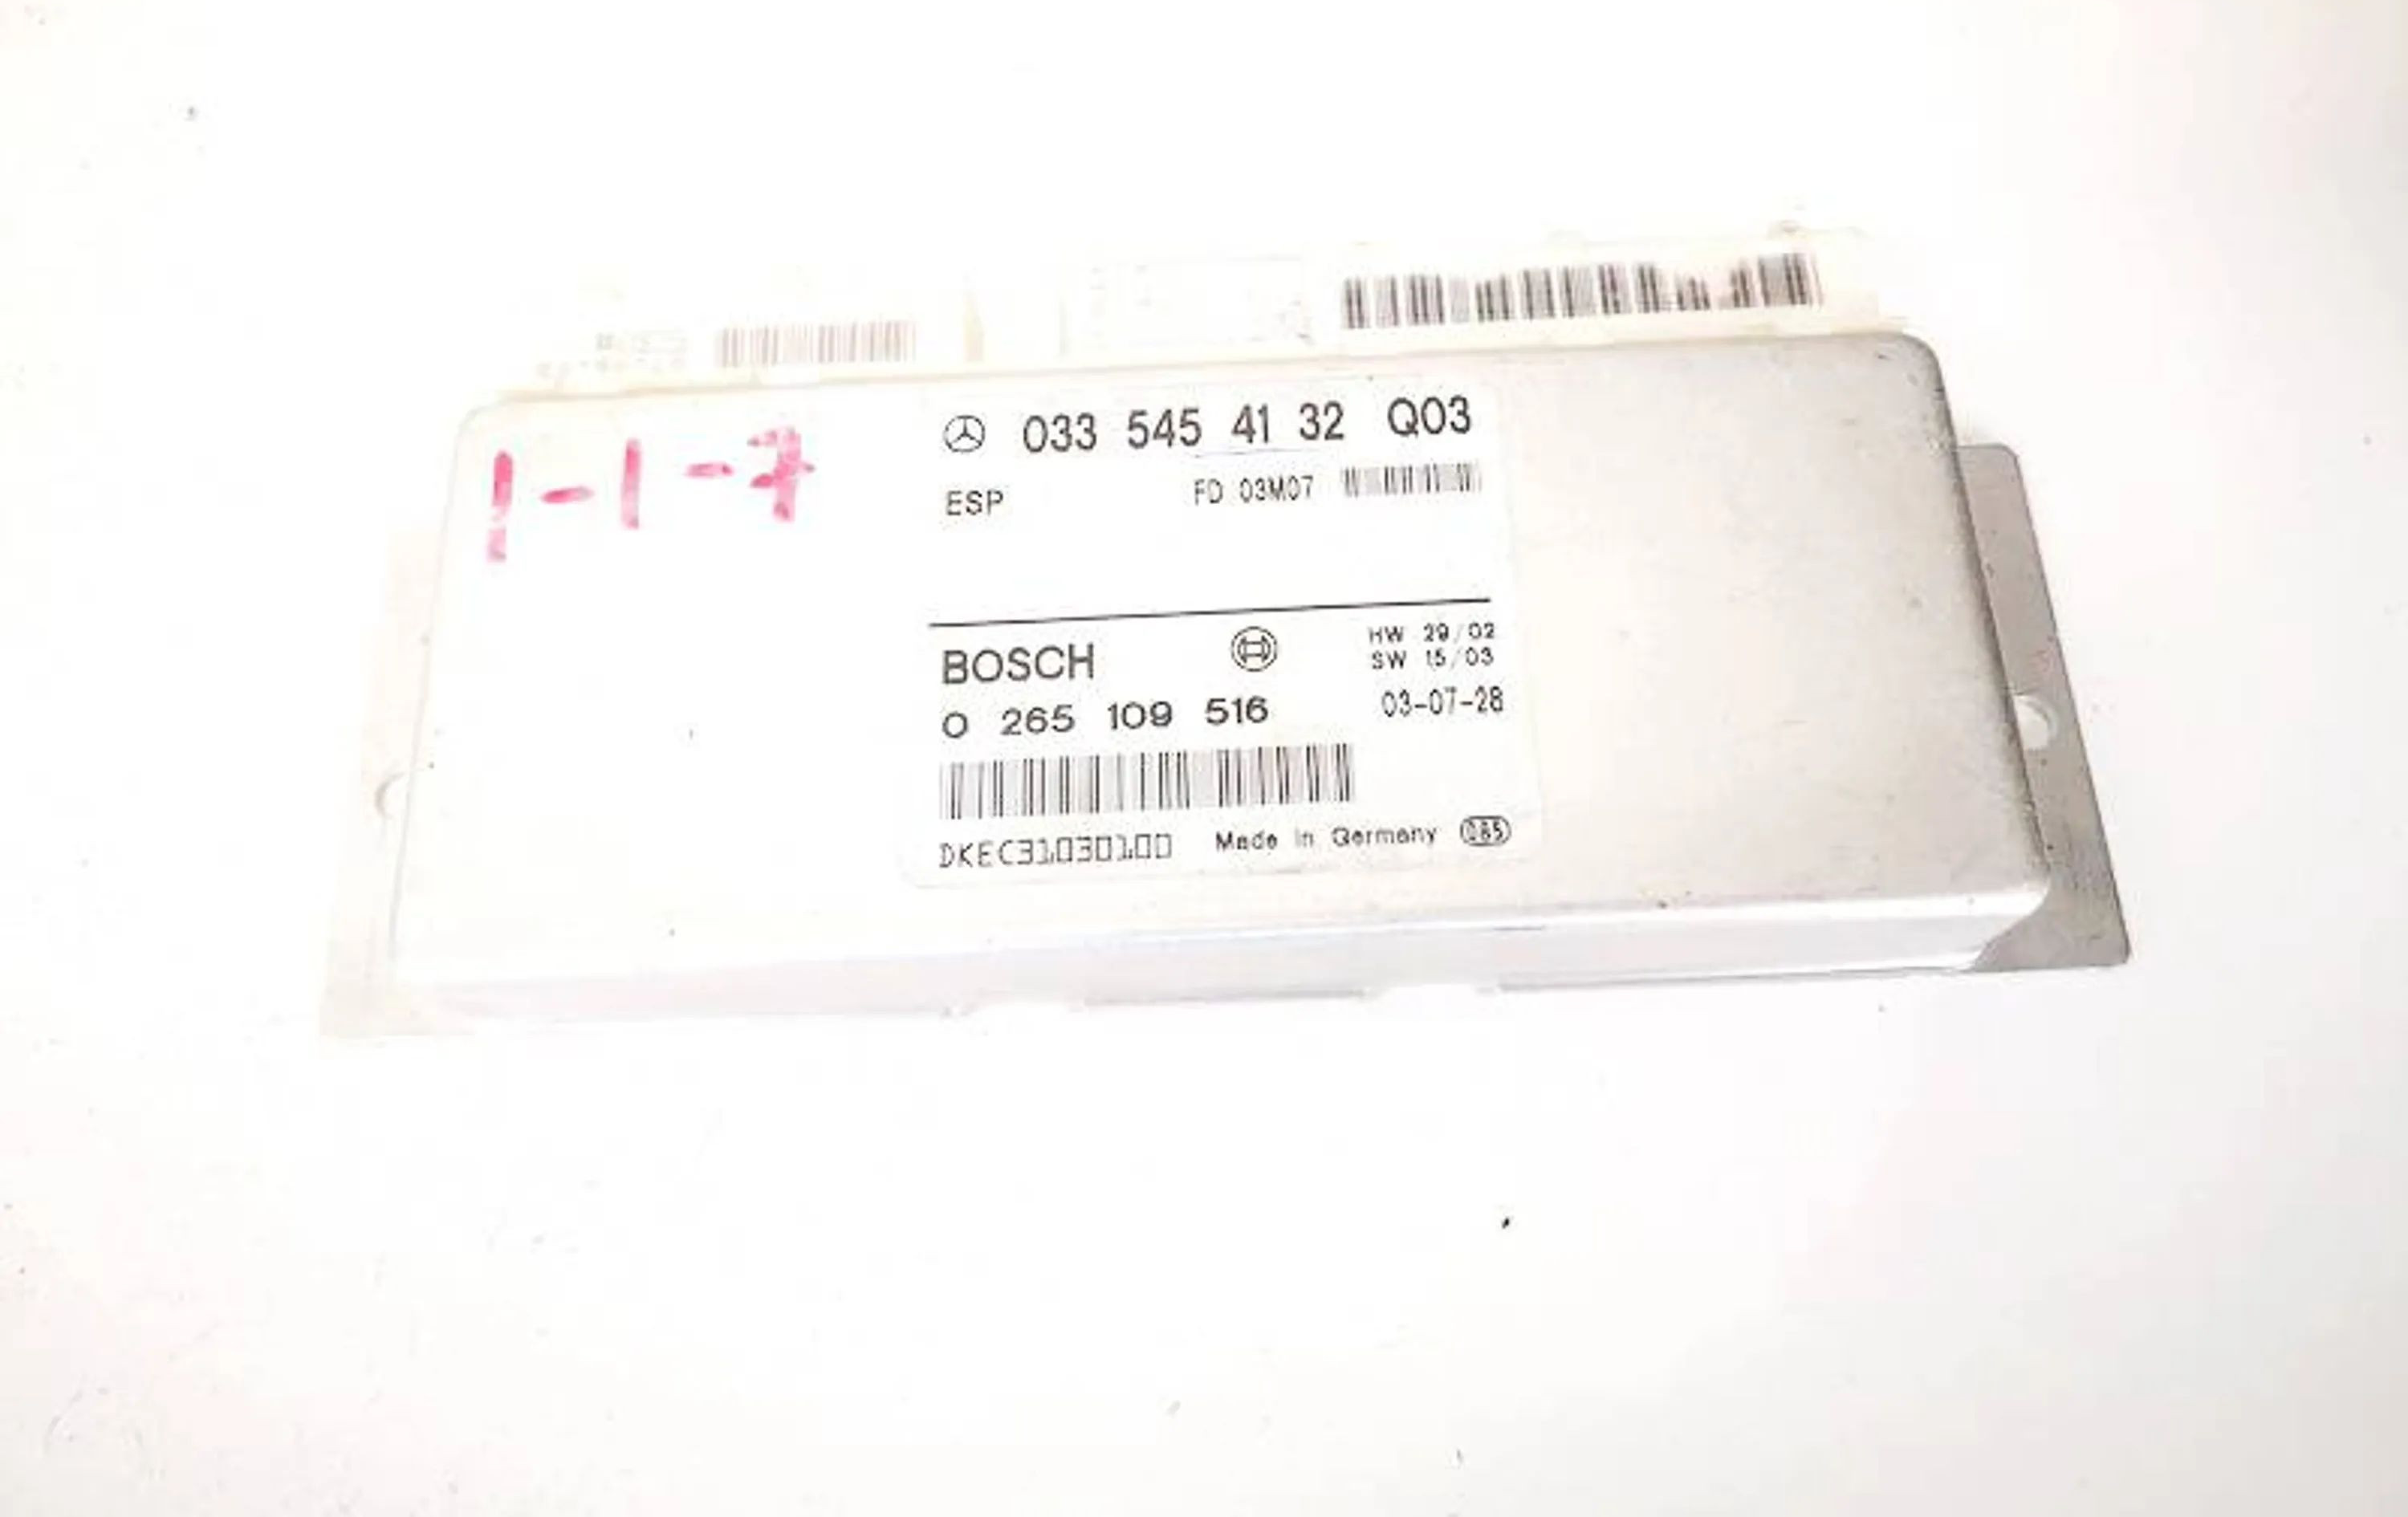 1-1-7
033 545 41 32 Q03
ESP FD 03M07
BOSCH HW 29/02
SW 15/03
0 265 109 516 03-07-28
DKEC31030100 Made in Germany 085